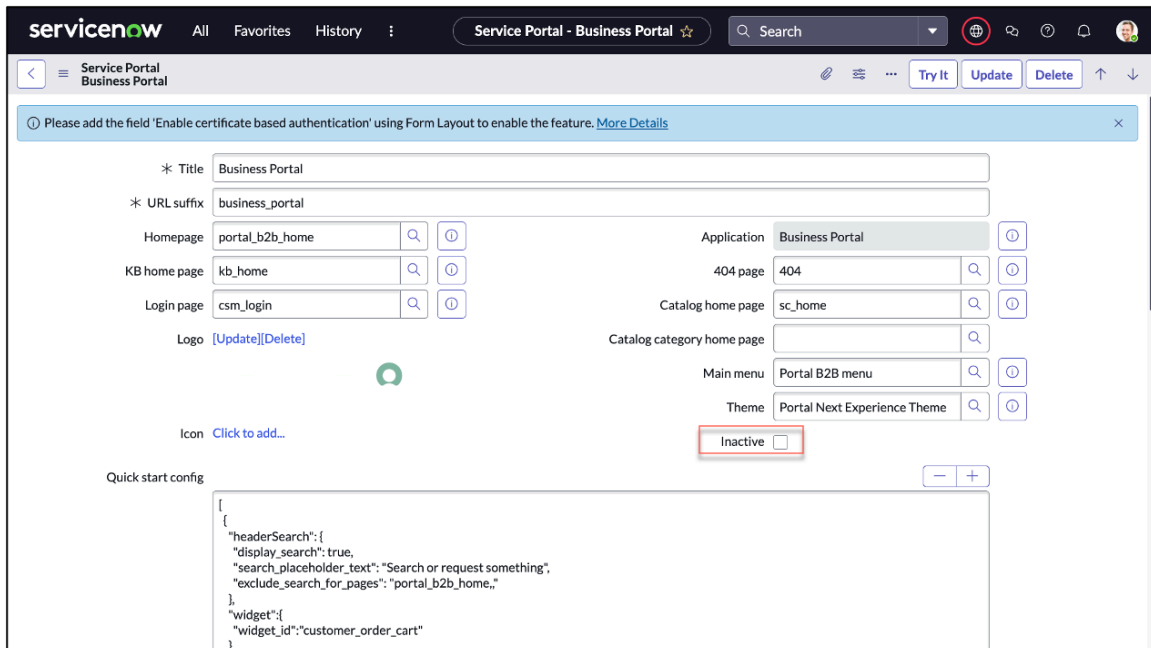 servicenow All Favorites History Service Portal - Business Portal Search
Service Portal
Business Portal
Try It Update Delete
Please add the field 'Enable certificate based authentication' using Form Layout to enable the feature. More Details
Title Business Portal
URL suffix business_portal
Homepage portal_b2b_home Application Business Portal
KB home page kb_home 404 page 404
Login page csm_login Catalog home page sc_home
Logo [Update][Delete] Catalog category home page
Main menu Portal B2B menu
Theme Portal Next Experience Theme
Icon Click to add...
Inactive
Quick start config
[
{
"headerSearch": {
"display_search": true,
"search_placeholder_text": "Search or request something",
"exclude_search_for_pages": "portal_b2b_home,,"
},
"widget":{
"widget_id":"customer_order_cart"
}